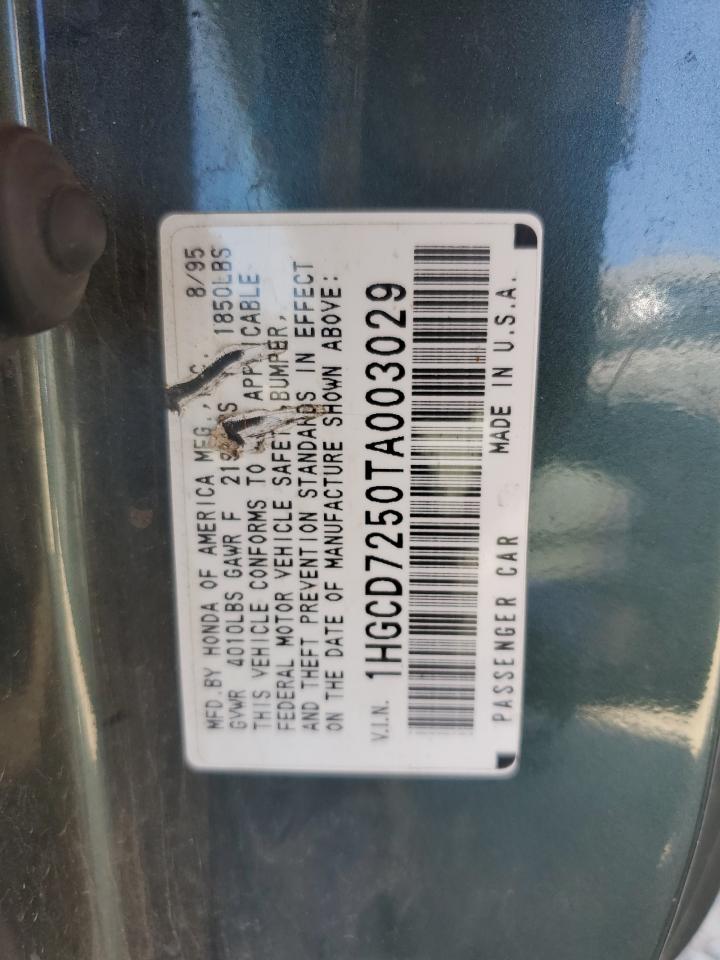 MFD.BY HONDA OF AMERICA MFG., 8/95
GVWR 4010LBS GAWR F 1850LBS
THIS VEHICLE CONFORMS TO APPLICABLE
FEDERAL MOTOR VEHICLE SAFETY BUMPER,
AND THEFT PREVENTION STANDARDS IN EFFECT
ON THE DATE OF MANUFACTURE SHOWN ABOVE:
V.I.N. 1HGCD7250TA003029
PASSENGER CAR MADE IN U.S.A.